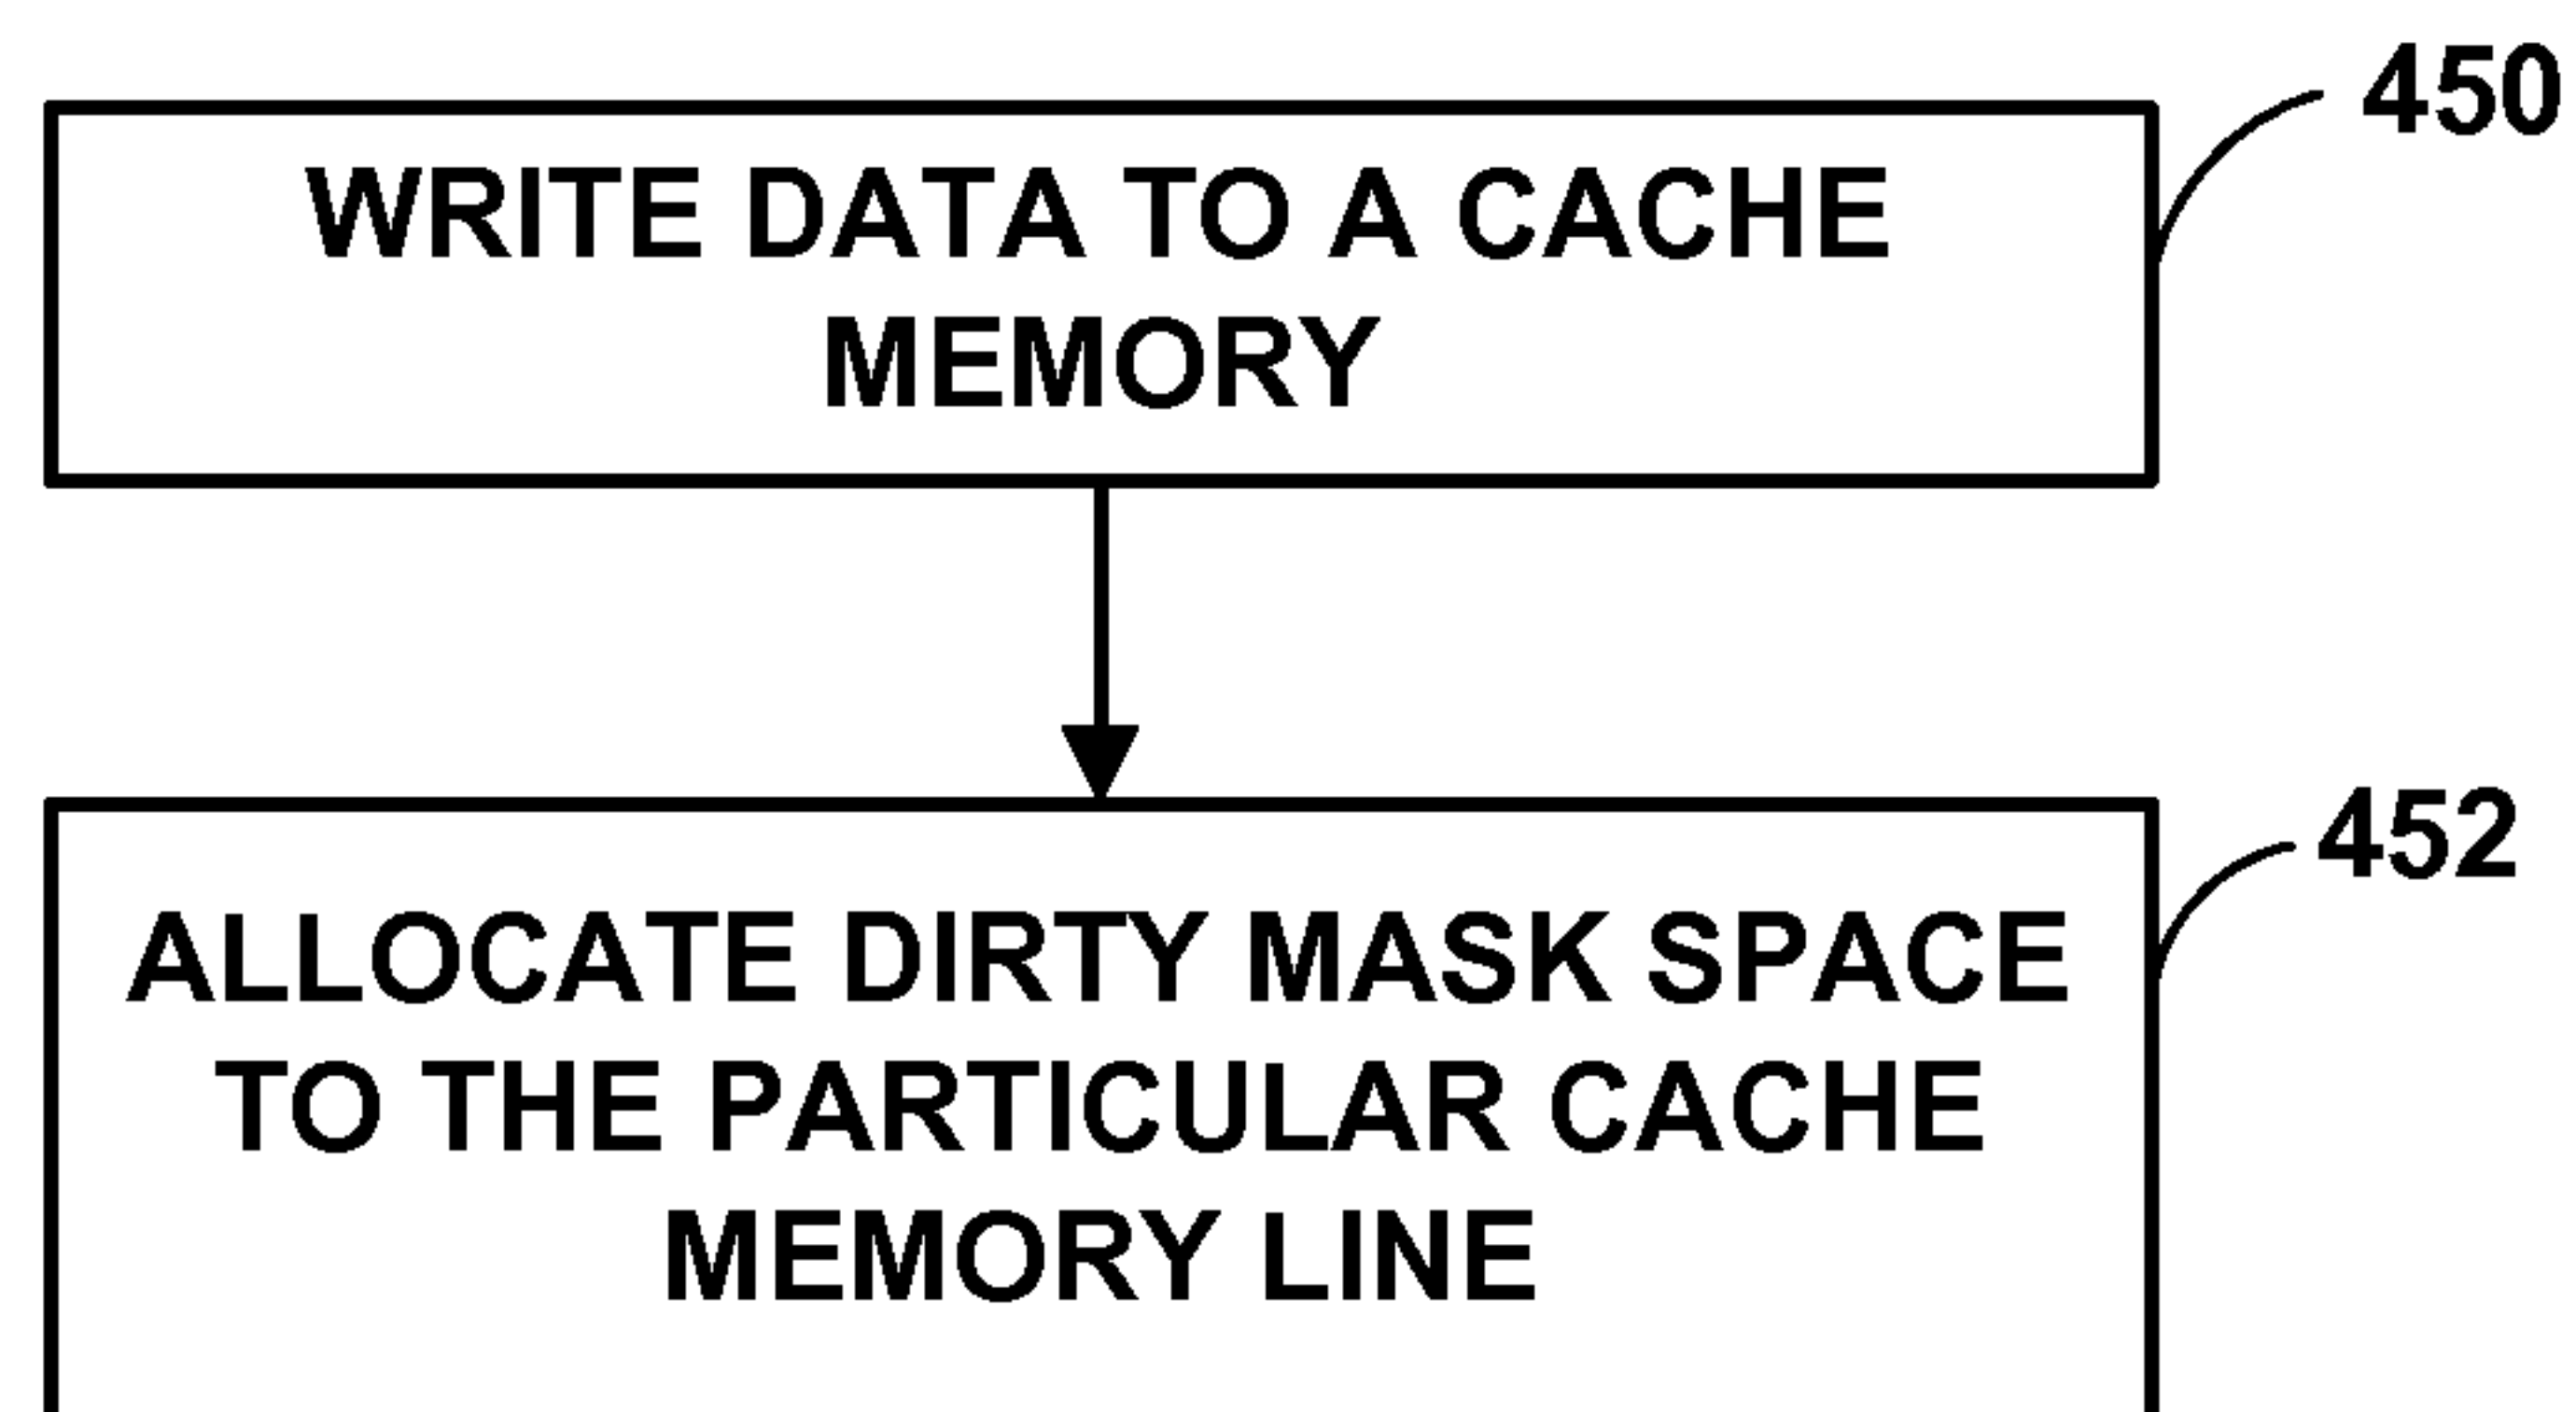 450
WRITE DATA TO A CACHE
MEMORY
452
ALLOCATE DIRTY MASK SPACE
TO THE PARTICULAR CACHE
MEMORY LINE